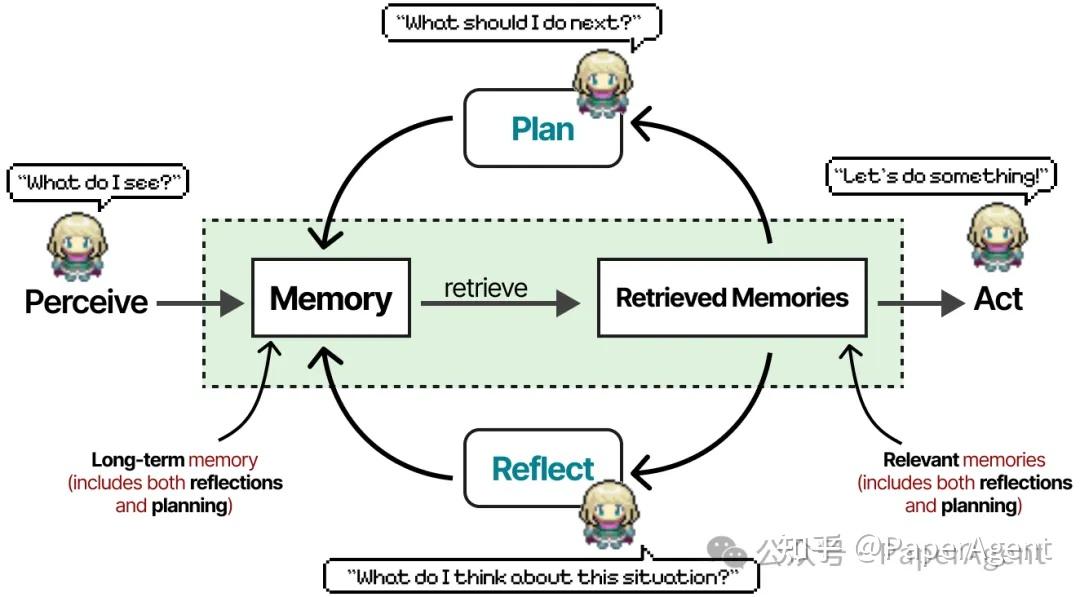 "What should I do next?"
Plan
"What do I see?"
"Let's do something!"
Perceive
Memory
retrieve
Retrieved Memories
Act
Long-term memory
(includes both reflections
and planning)
Reflect
Relevant memories
(includes both reflections
and planning)
"What do I think about this situation?"
知乎 @PaperAgent